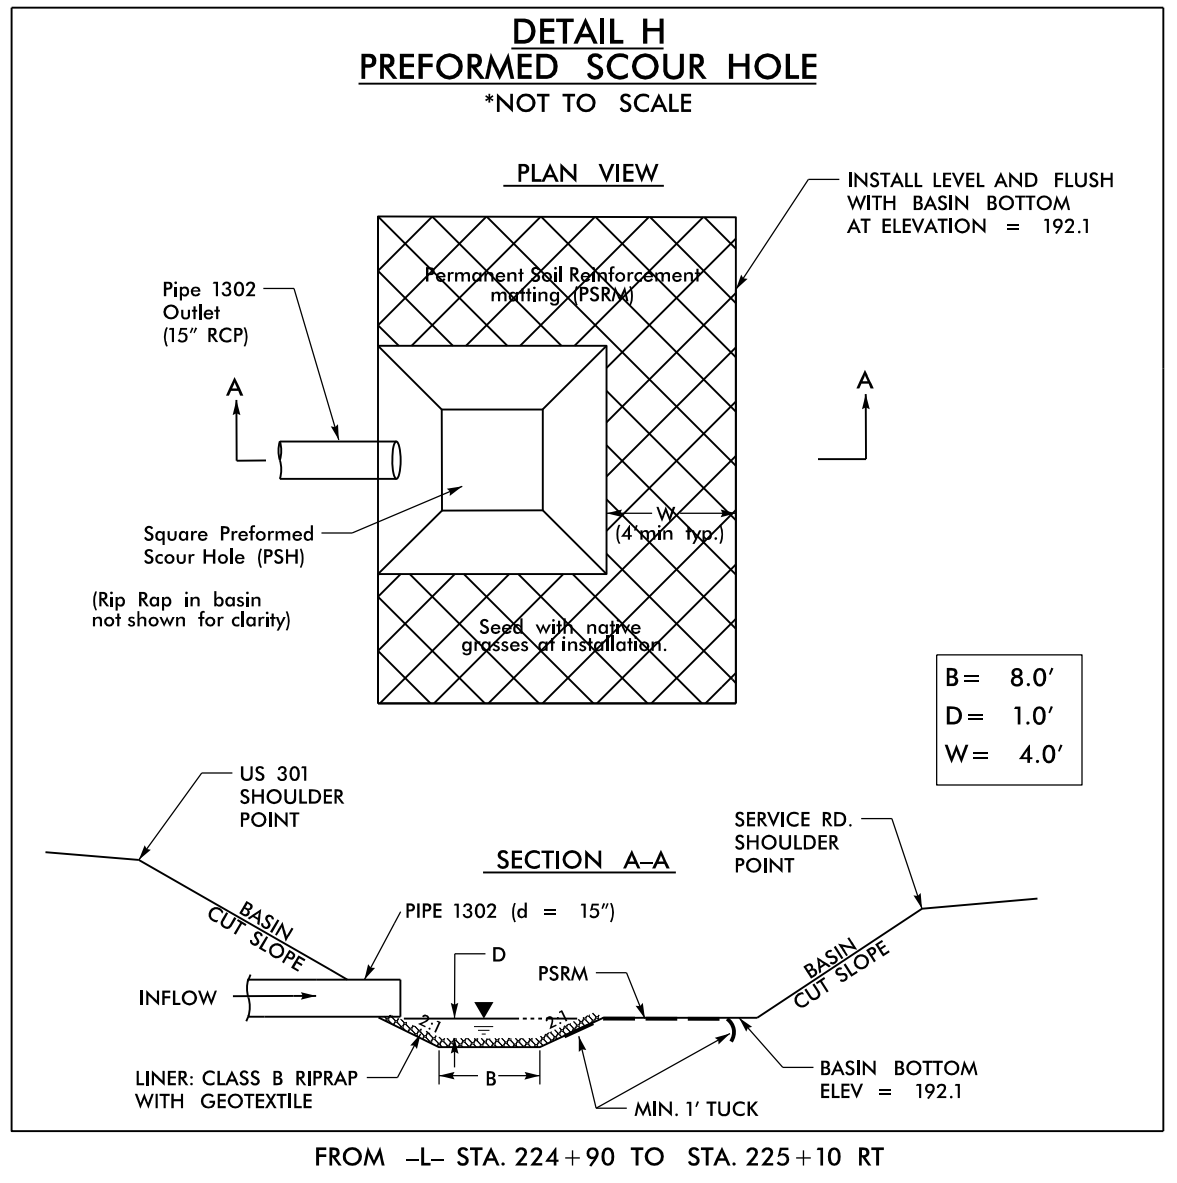 DETAIL H
PREFORMED SCOUR HOLE
*NOT TO SCALE
PLAN VIEW
INSTALL LEVEL AND FLUSH
WITH BASIN BOTTOM
AT ELEVATION = 192.1
Permanent Soil Reinforcement
matting (PSRM)
Pipe 1302
Outlet
(15" RCP)
A
A
W
(4'min typ.)
Square Preformed
Scour Hole (PSH)
(Rip Rap in basin
not shown for clarity)
Seed with native
grasses at installation.
B= 8.0'
D= 1.0'
W= 4.0'
US 301
SHOULDER
POINT
SERVICE RD.
SHOULDER
POINT
SECTION A-A
BASIN
CUT SLOPE
PIPE 1302 (d = 15")
D
PSRM
BASIN
CUT SLOPE
INFLOW
2:1
2:1
B
LINER: CLASS B RIPRAP
WITH GEOTEXTILE
MIN. 1' TUCK
BASIN BOTTOM
ELEV = 192.1
FROM -L- STA. 224+90 TO STA. 225+10 RT